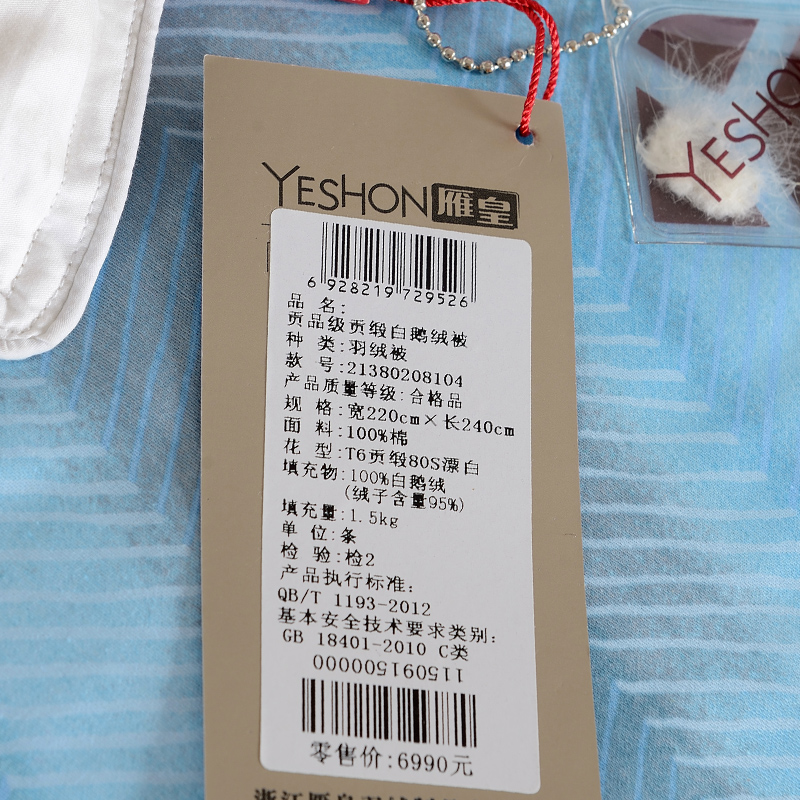 YESHON 雁皇
YESHON
6 928219 729526
品 名:
贡品级贡缎白鹅绒被
种 类:羽绒被
款 号:21380208104
产品质量等级:合格品
规 格:宽220cm×长240cm
面 料:100%棉
花 型:T6贡缎80S漂白
填充物:100%白鹅绒
(绒子含量95%)
填充量:1.5kg
单 位:条
检 验:检2
产品执行标准:
QB/T 1193-2012
基本安全技术要求类别:
GB 18401-2010 C类
115091500000
零售价:6990元